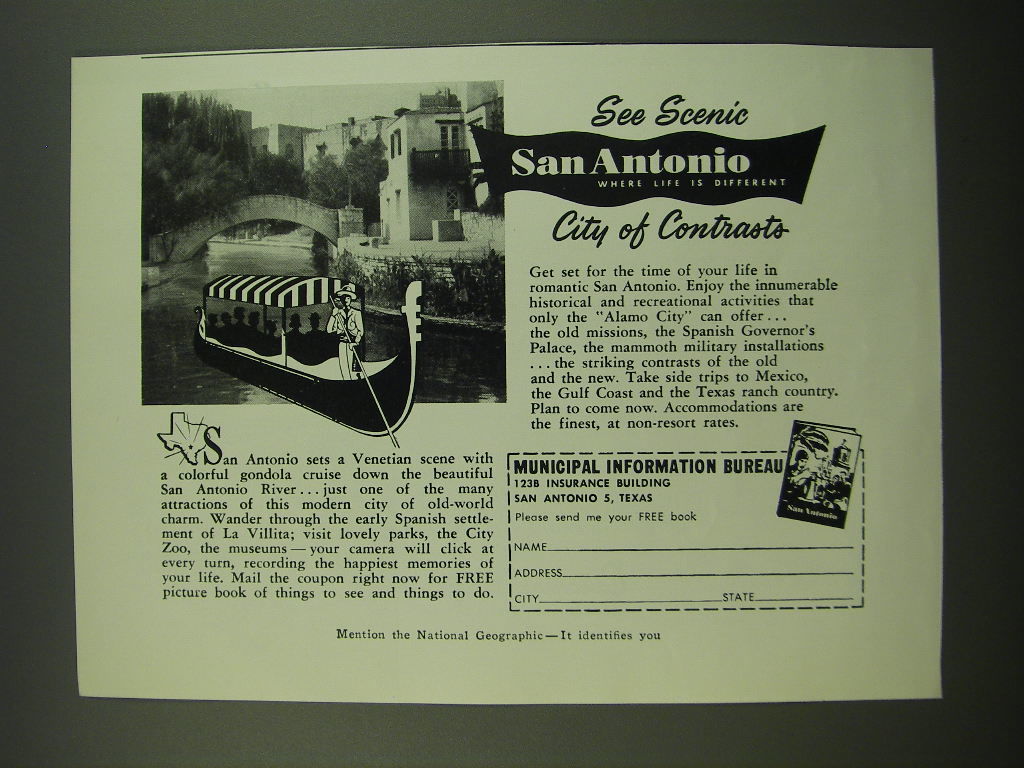 See Scenic
San Antonio
WHERE LIFE IS DIFFERENT
City of Contrasts
Get set for the time of your life in
romantic San Antonio. Enjoy the innumerable
historical and recreational activities that
only the "Alamo City" can offer...
the old missions, the Spanish Governor's
Palace, the mammoth military installations
...the striking contrasts of the old
and the new. Take side trips to Mexico,
the Gulf Coast and the Texas ranch country.
Plan to come now. Accommodations are
the finest, at non-resort rates.
San Antonio sets a Venetian scene with
a colorful gondola cruise down the beautiful
San Antonio River...just one of the many
attractions of this modern city of old-world
charm. Wander through the early Spanish settle-
ment of La Villita; visit lovely parks, the City
Zoo, the museums—your camera will click at
every turn, recording the happiest memories of
your life. Mail the coupon right now for FREE
picture book of things to see and things to do.
MUNICIPAL INFORMATION BUREAU
123B INSURANCE BUILDING
SAN ANTONIO 5, TEXAS
Please send me your FREE book
San Antonio
NAME
ADDRESS
CITY STATE
Mention the National Geographic—It identifies you